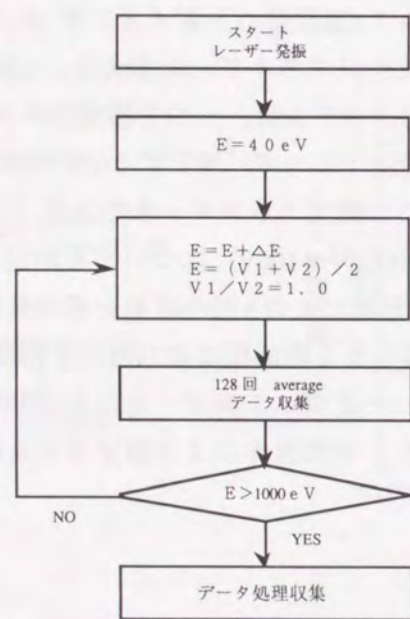 スタート
レーザー発振
E=40eV
E=E+△E
E=(V1+V2)/2
V1/V2=1.0
128回 average
データ収集
E>1000eV
NO
YES
データ処理収集